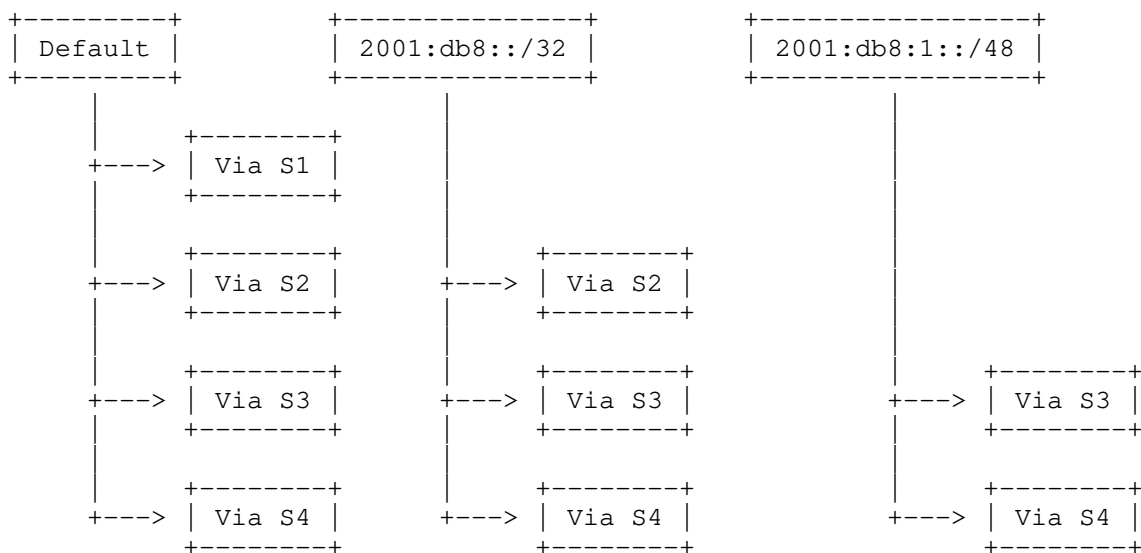 Default 2001:db8::/32 2001:db8:1::/48
Via S1
Via S2 Via S2
Via S3 Via S3 Via S3
Via S4 Via S4 Via S4